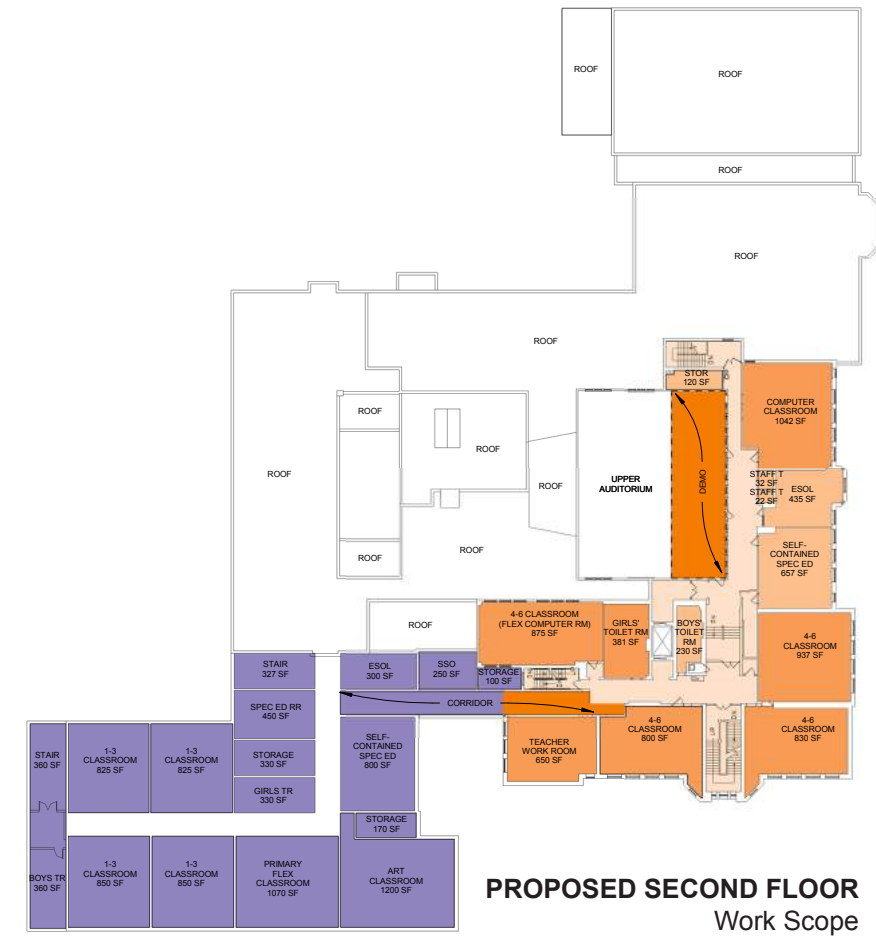 ROOF
ROOF
ROOF
ROOF
ROOF
STOR
120 SF
COMPUTER
CLASSROOM
1042 SF
ROOF
ROOF
ROOF
ROOF
UPPER
AUDITORIUM
DEMO
STAFF T
32 SF
STAFF T
22 SF
ESOL
435 SF
ROOF
ROOF
SELF-
CONTAINED
SPEC ED
657 SF
ROOF
4-6 CLASSROOM
(FLEX COMPUTER RM)
875 SF
GIRLS'
TOILET RM
381 SF
BOYS'
TOILET
RM
230 SF
4-6
CLASSROOM
937 SF
STAIR
327 SF
ESOL
300 SF
SSO
250 SF
STORAGE
100 SF
SPEC ED RR
450 SF
CORRIDOR
STAIR
360 SF
1-3
CLASSROOM
825 SF
1-3
CLASSROOM
825 SF
STORAGE
330 SF
GIRLS TR
330 SF
SELF-
CONTAINED
SPEC ED
800 SF
TEACHER
WORK ROOM
650 SF
4-6
CLASSROOM
800 SF
UP
DN
4-6
CLASSROOM
830 SF
STORAGE
170 SF
BOYS TR
360 SF
1-3
CLASSROOM
850 SF
1-3
CLASSROOM
850 SF
PRIMARY
FLEX
CLASSROOM
1070 SF
ART
CLASSROOM
1200 SF
PROPOSED SECOND FLOOR
Work Scope